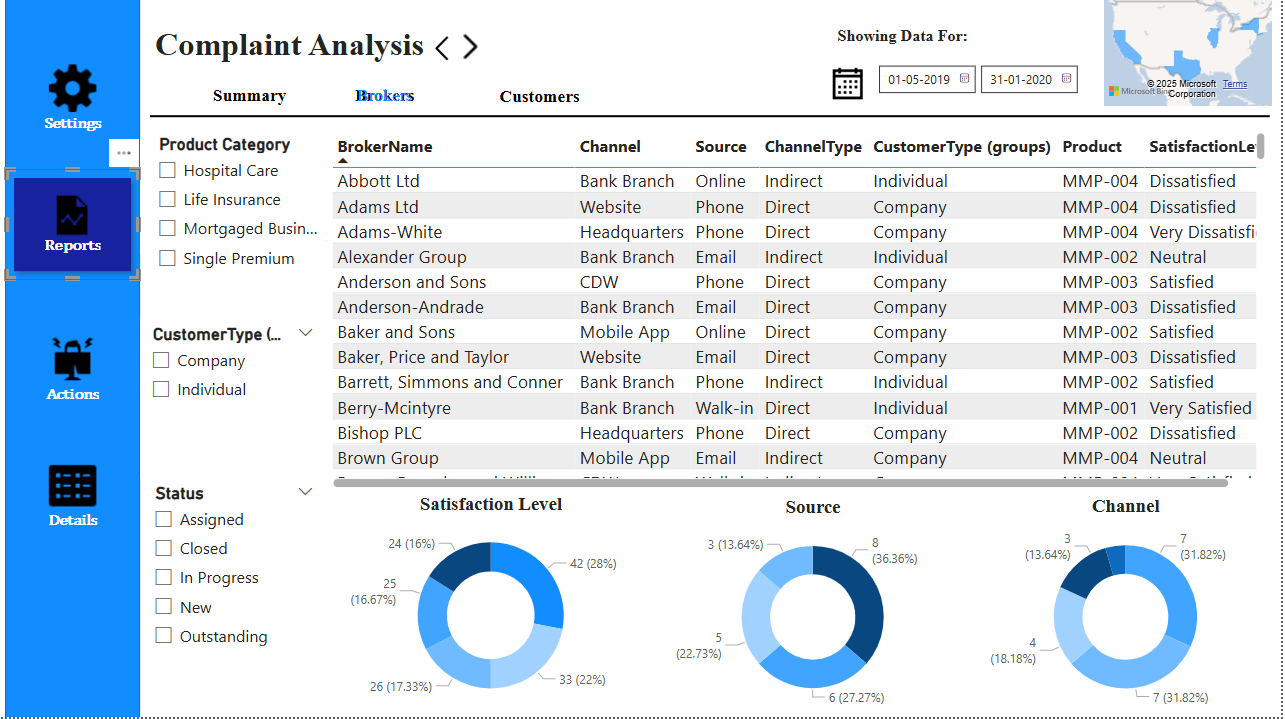 Complaint Analysis
Showing Data For:
01-05-2019 31-01-2020
© 2025 Microsoft Corporation Terms
Microsoft Bing
Summary Brokers Customers
Settings
...
Reports
Actions
Details
Product Category
Hospital Care
Life Insurance
Mortgaged Busin...
Single Premium
CustomerType (...
Company
Individual
Status
Assigned
Closed
In Progress
New
Outstanding
BrokerName Channel Source ChannelType CustomerType (groups) Product SatisfactionLe
Abbott Ltd Bank Branch Online Indirect Individual MMP-004 Dissatisfied
Adams Ltd Website Phone Direct Company MMP-004 Dissatisfied
Adams-White Headquarters Phone Direct Company MMP-004 Very Dissatisfi
Alexander Group Bank Branch Email Indirect Individual MMP-002 Neutral
Anderson and Sons CDW Phone Direct Company MMP-003 Satisfied
Anderson-Andrade Bank Branch Email Direct Company MMP-003 Dissatisfied
Baker and Sons Mobile App Online Direct Company MMP-002 Satisfied
Baker, Price and Taylor Website Email Direct Company MMP-003 Dissatisfied
Barrett, Simmons and Conner Bank Branch Phone Indirect Individual MMP-002 Satisfied
Berry-Mcintyre Bank Branch Walk-in Direct Individual MMP-001 Very Satisfied
Bishop PLC Headquarters Phone Direct Company MMP-002 Dissatisfied
Brown Group Mobile App Email Indirect Company MMP-004 Neutral
Satisfaction Level
24 (16%)
42 (28%)
25
(16.67%)
26 (17.33%)
33 (22%)
Source
3 (13.64%)
8
(36.36%)
5
(22.73%)
6 (27.27%)
Channel
3
(13.64%)
7
(31.82%)
4
(18.18%)
7 (31.82%)